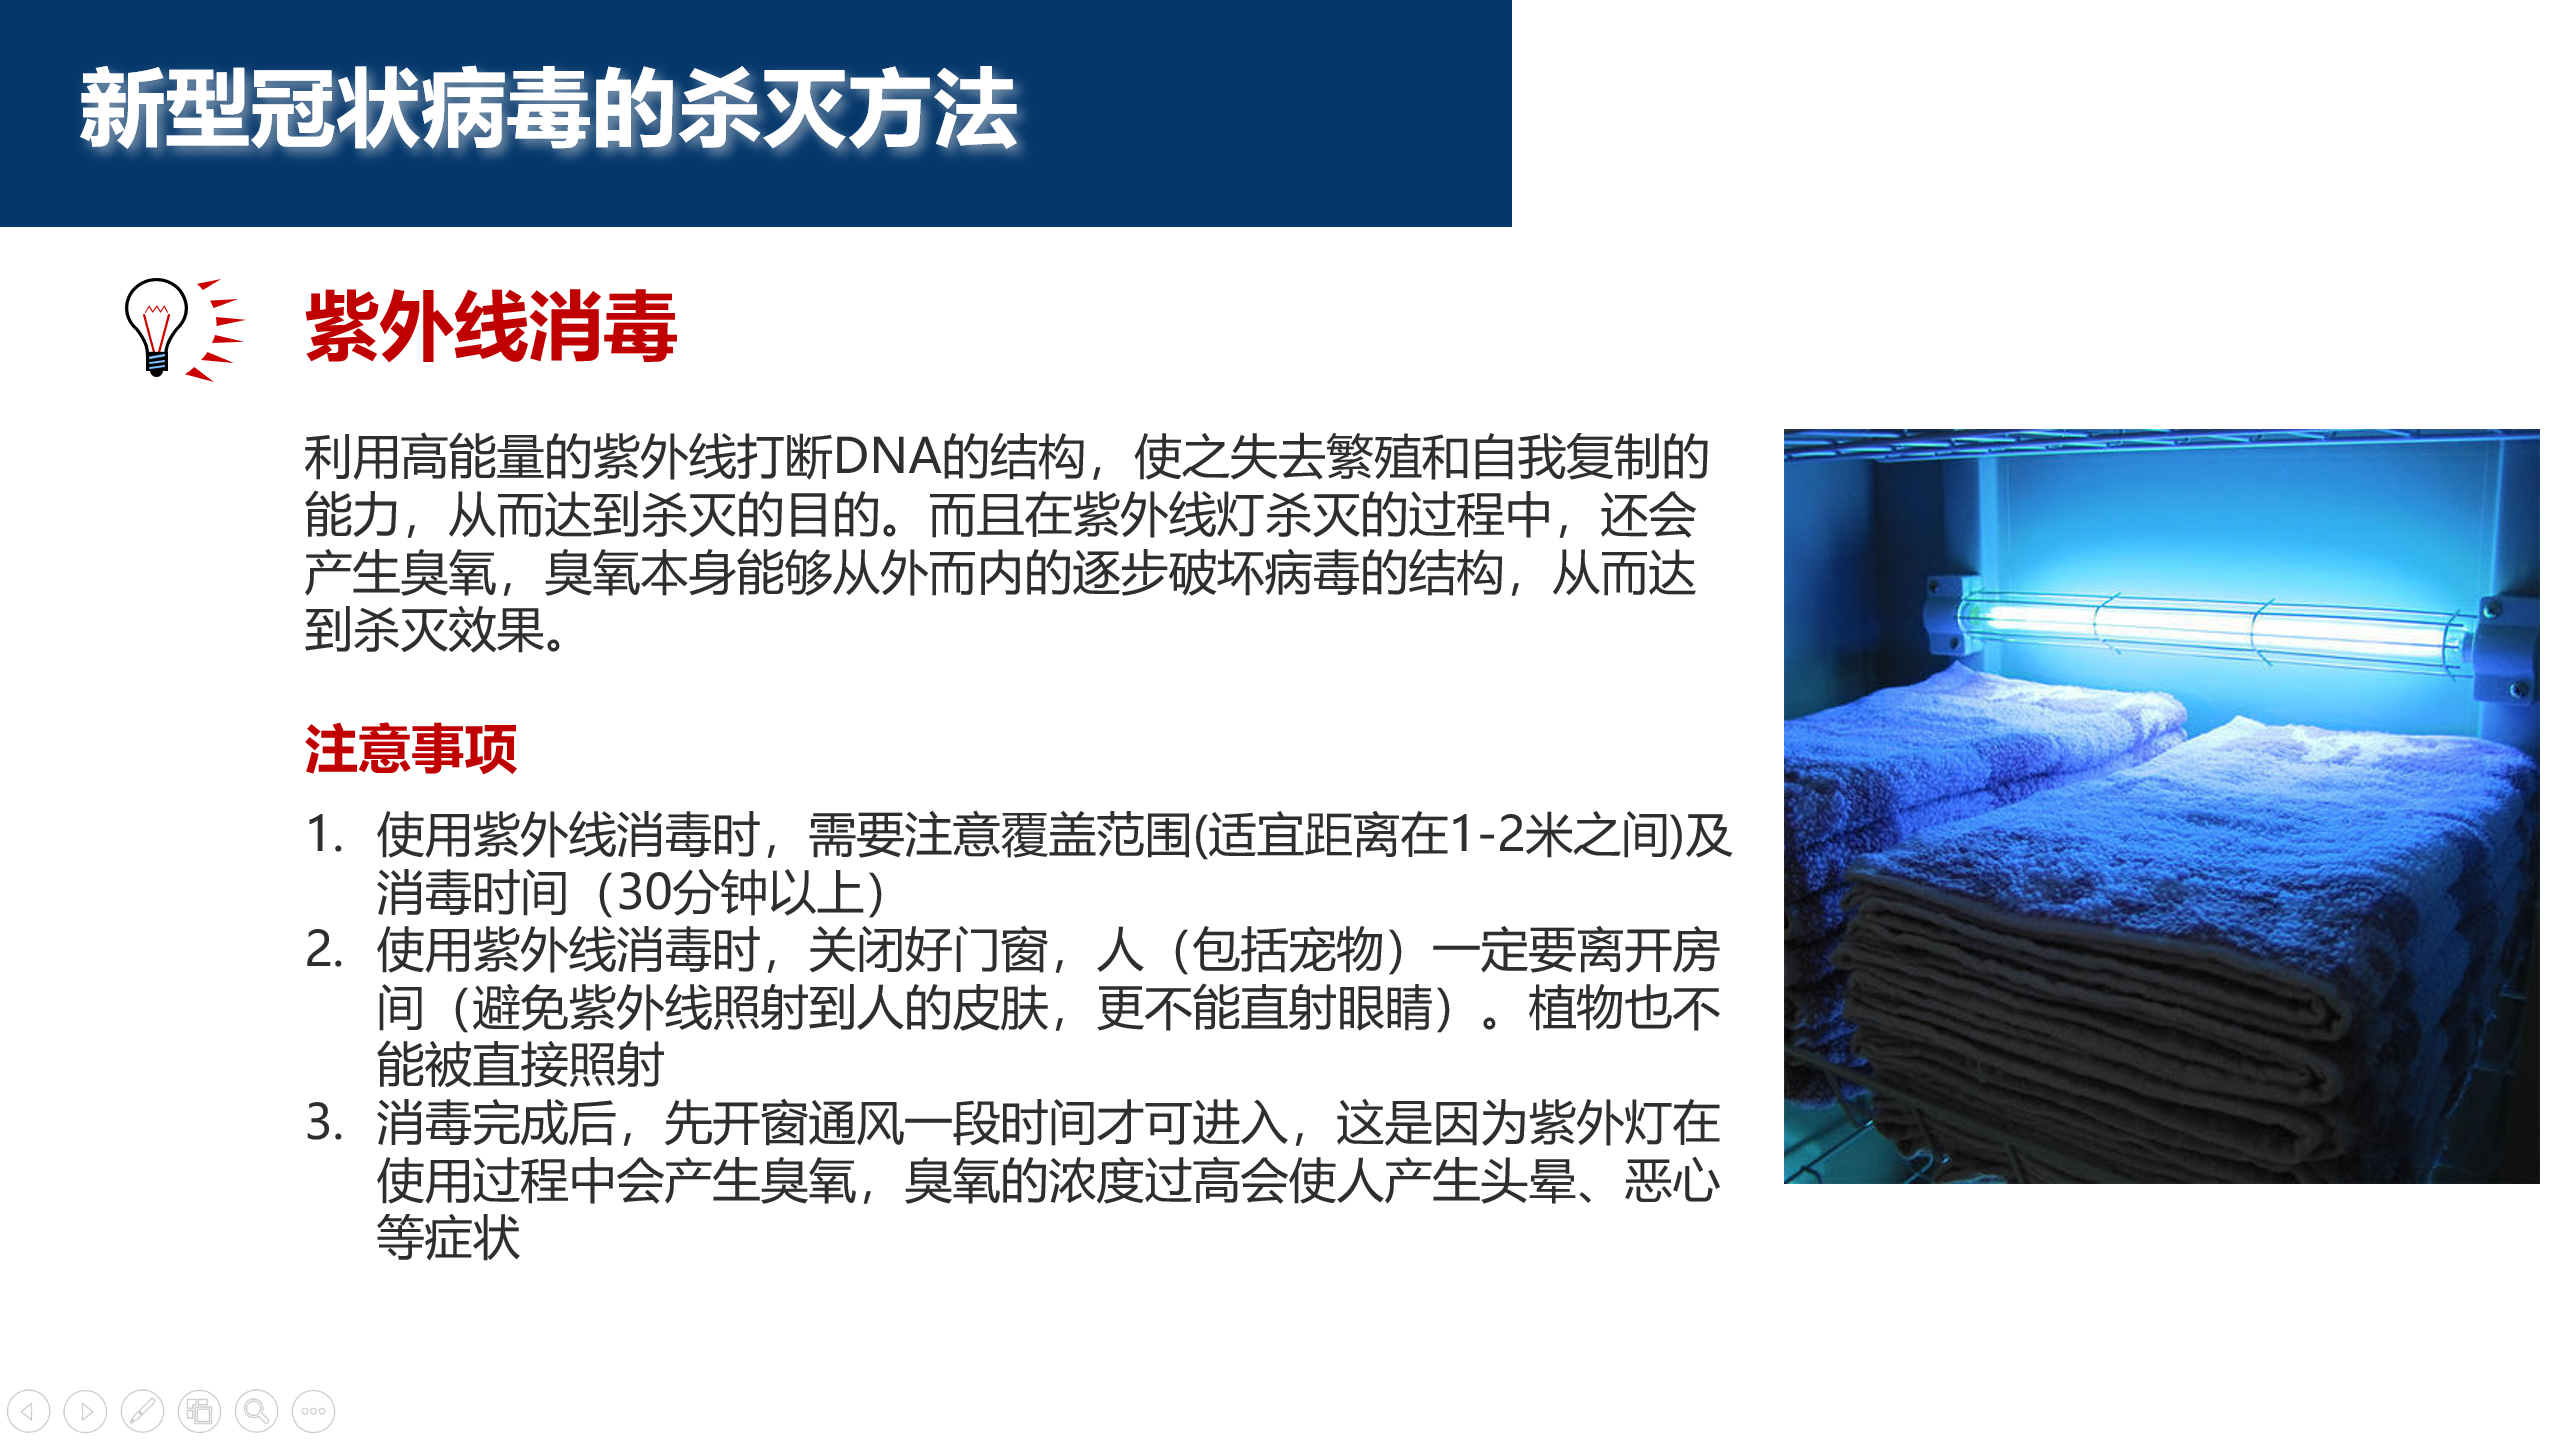 新型冠状病毒的杀灭方法
紫外线消毒
利用高能量的紫外线打断DNA的结构，使之失去繁殖和自我复制的
能力，从而达到杀灭的目的。而且在紫外线灯杀灭的过程中，还会
产生臭氧，臭氧本身能够从外而内的逐步破坏病毒的结构，从而达
到杀灭效果。
注意事项
1. 使用紫外线消毒时，需要注意覆盖范围(适宜距离在1-2米之间)及
消毒时间（30分钟以上）
2. 使用紫外线消毒时，关闭好门窗，人（包括宠物）一定要离开房
间（避免紫外线照射到人的皮肤，更不能直射眼睛）。植物也不
能被直接照射
3. 消毒完成后，先开窗通风一段时间才可进入，这是因为紫外灯在
使用过程中会产生臭氧，臭氧的浓度过高会使人产生头晕、恶心
等症状